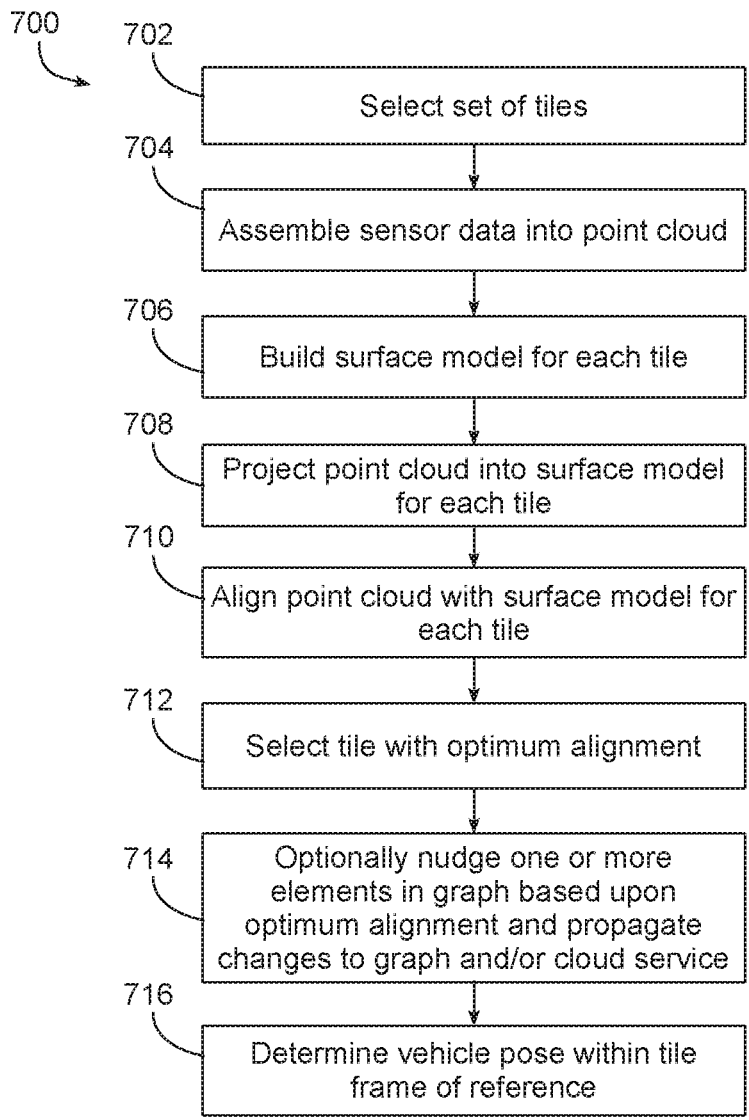 700
702
Select set of tiles
704
Assemble sensor data into point cloud
706
Build surface model for each tile
708
Project point cloud into surface model
for each tile
710
Align point cloud with surface model for
each tile
712
Select tile with optimum alignment
714
Optionally nudge one or more
elements in graph based upon
optimum alignment and propagate
changes to graph and/or cloud service
716
Determine vehicle pose within tile
frame of reference